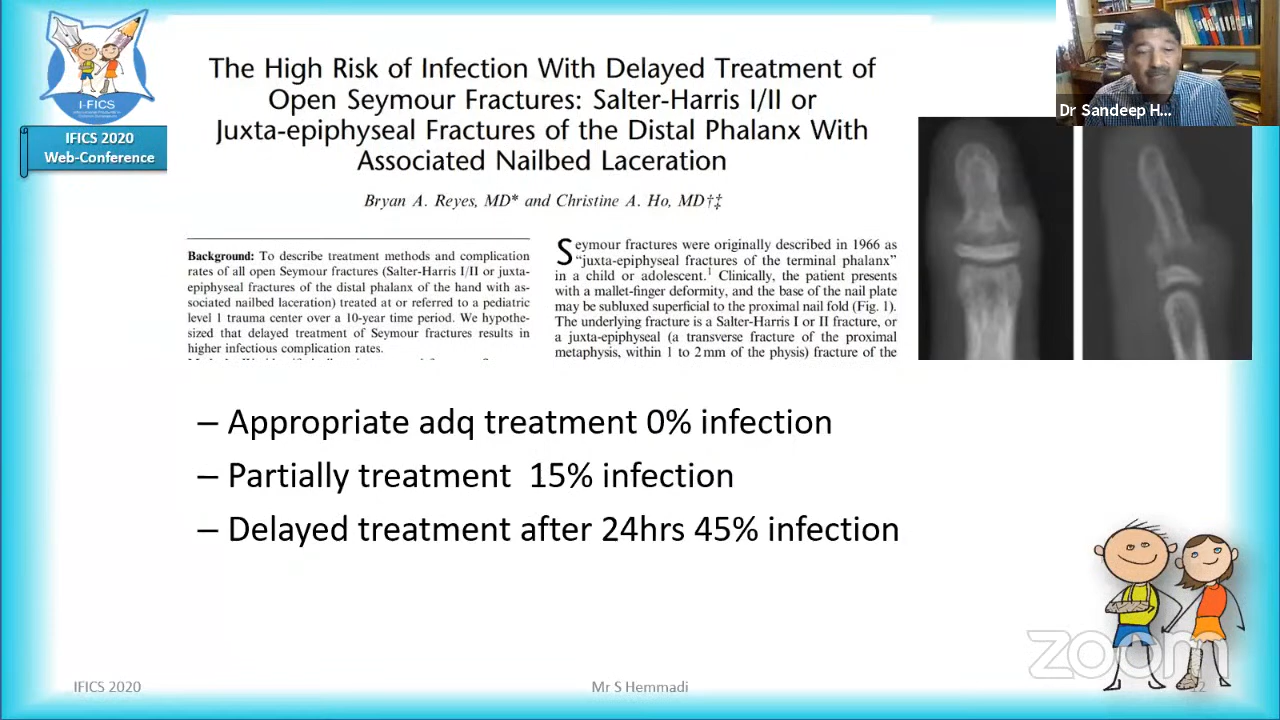 I-FICS
IFICS 2020
Web-Conference
The High Risk of Infection With Delayed Treatment of
Open Seymour Fractures: Salter-Harris I/II or
Juxta-epiphyseal Fractures of the Distal Phalanx With
Associated Nailbed Laceration
Bryan A. Reyes, MD* and Christine A. Ho, MD†‡
Background: To describe treatment methods and complication
rates of all open Seymour fractures (Salter-Harris I/II or juxta-
epiphyseal fractures of the distal phalanx of the hand with as-
sociated nailbed laceration) treated at or referred to a pediatric
level 1 trauma center over a 10-year time period. We hypothe-
sized that delayed treatment of Seymour fractures results in
higher infectious complication rates.
Seymour fractures were originally described in 1966 as
“juxta-epiphyseal fractures of the terminal phalanx”
in a child or adolescent.1 Clinically, the patient presents
with a mallet-finger deformity, and the base of the nail plate
may be subluxed superficial to the proximal nail fold (Fig. 1).
The underlying fracture is a Salter-Harris I or II fracture, or
a juxta-epiphyseal (a transverse fracture of the proximal
metaphysis, within 1 to 2 mm of the physis) fracture of the
Dr Sandeep H...
– Appropriate adq treatment 0% infection
– Partially treatment 15% infection
– Delayed treatment after 24hrs 45% infection
zoom
IFICS 2020
Mr S Hemmadi
12